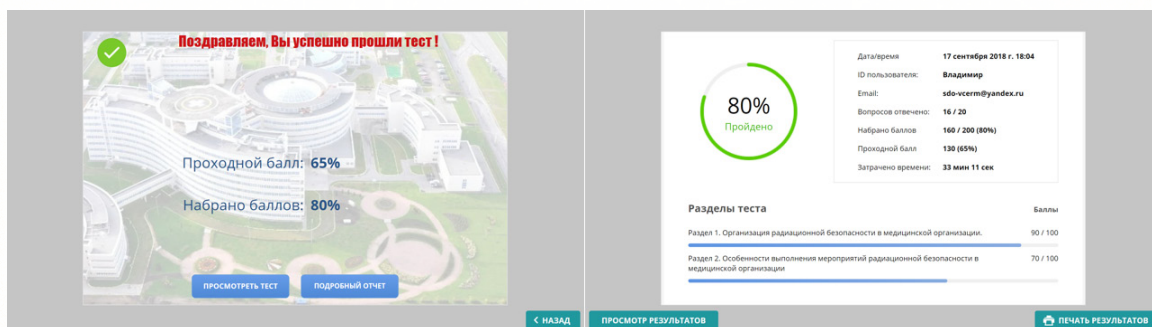 Поздравляем, Вы успешно прошли тест !
Проходной балл: 65%
Набрано баллов: 80%
ПРОСМОТРЕТЬ ТЕСТ
ПОДРОБНЫЙ ОТЧЕТ
НАЗАД
80%
Пройдено
Дата/время 17 сентября 2018 г. 18:04
ID пользователя: Владимир
Email: sdo-vcerm@yandex.ru
Вопросов отвечено: 16 / 20
Набрано баллов 160 / 200 (80%)
Проходной балл 130 (65%)
Затрачено времени: 33 мин 11 сек
Разделы теста Баллы
Раздел 1. Организация радиационной безопасности в медицинской организации. 90 / 100
Раздел 2. Особенности выполнения мероприятий радиационной безопасности в 70 / 100
медицинской организации
ПРОСМОТР РЕЗУЛЬТАТОВ
ПЕЧАТЬ РЕЗУЛЬТАТОВ